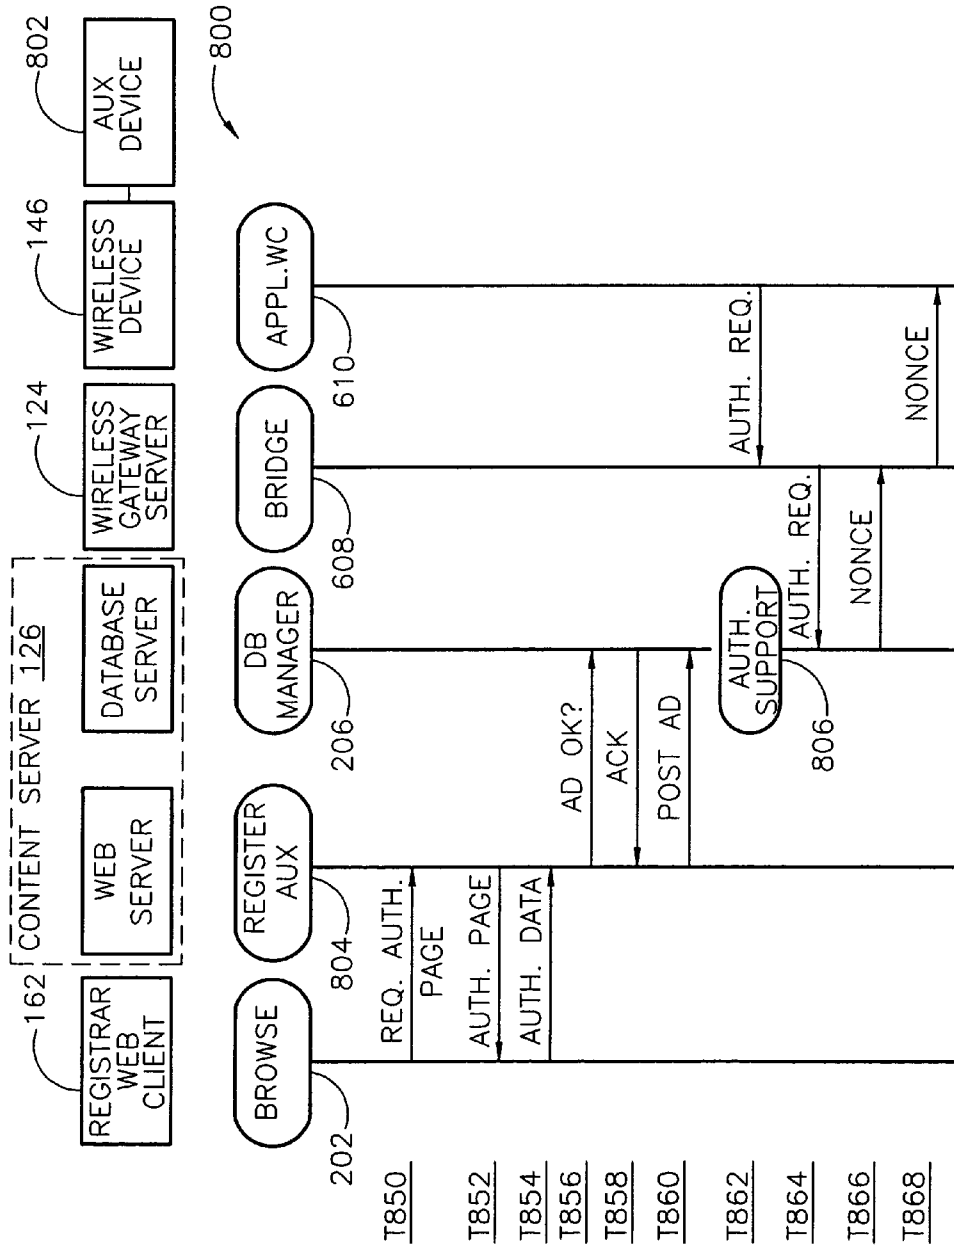 CONTENT SERVER 126
162
124
146
802
REGISTRAR
WEB
CLIENT
WEB
SERVER
DATABASE
SERVER
WIRELESS
GATEWAY
SERVER
WIRELESS
DEVICE
AUX
DEVICE
800
BROWSE
REGISTER
AUX
DB
MANAGER
BRIDGE
APPL.WC
202
804
206
608
610
T850
REQ. AUTH.
PAGE
T852
AUTH. PAGE
T854
AUTH. DATA
T856
AD OK?
T858
ACK
T860
POST AD
T862
AUTH.
SUPPORT
806
AUTH. REQ.
T864
AUTH. REQ.
T866
NONCE
T868
NONCE